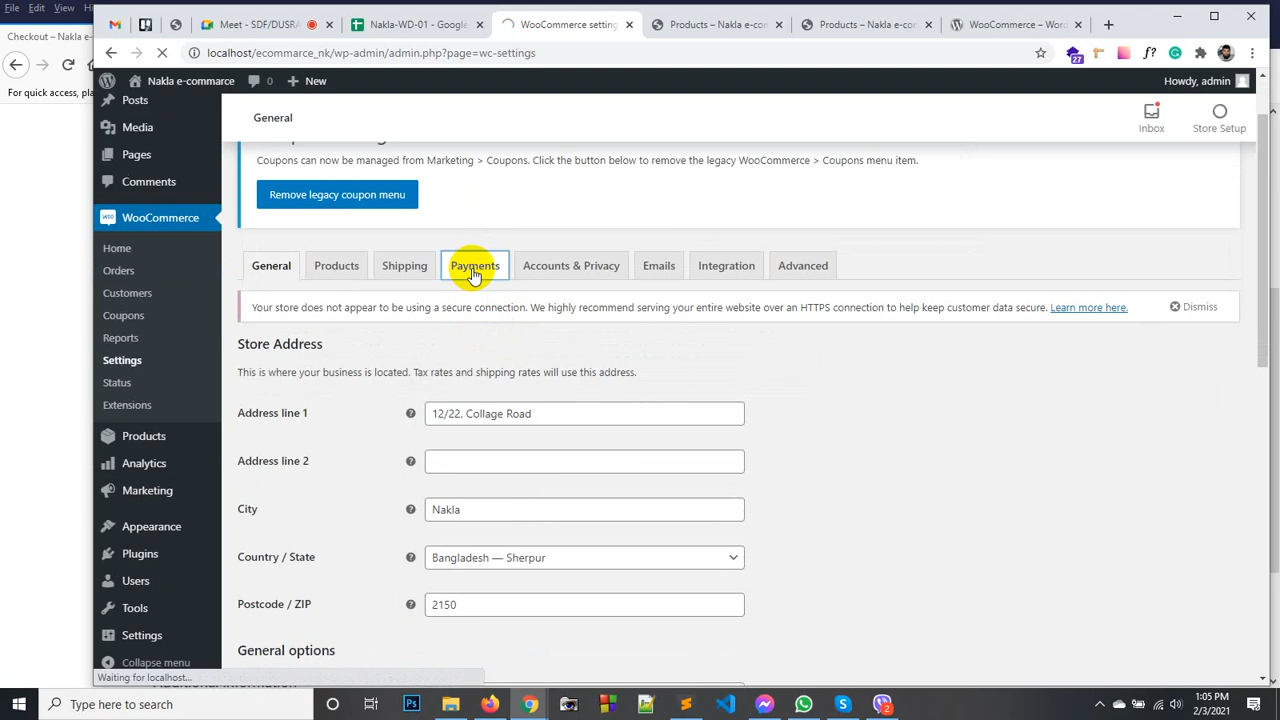 File Edit View
Checkout – Nakla e-
For quick access, pla
Meet - SDF/DUSRA
Nakla-WD-01 - Google
WooCommerce setting
Products – Nakla e-com
Products – Nakla e-com
WooCommerce – Word
localhost/ecommarce_nk/wp-admin/admin.php?page=wc-settings
27
f?
Nakla e-commerce 0 New Howdy, admin
Posts
Media
Pages
Comments
WooCommerce
Home
Orders
Customers
Coupons
Reports
Settings
Status
Extensions
Products
Analytics
Marketing
Appearance
Plugins
Users
Tools
Settings
Collapse menu
General
Inbox
Store Setup
Coupons can now be managed from Marketing > Coupons. Click the button below to remove the legacy WooCommerce > Coupons menu item.
Remove legacy coupon menu
General Products Shipping Payments Accounts & Privacy Emails Integration Advanced
Your store does not appear to be using a secure connection. We highly recommend serving your entire website over an HTTPS connection to help keep customer data secure. Learn more here. Dismiss
Store Address
This is where your business is located. Tax rates and shipping rates will use this address.
Address line 1 12/22, Collage Road
Address line 2
City Nakla
Country / State Bangladesh — Sherpur
Postcode / ZIP 2150
General options
Waiting for localhost...
Additional information
Type here to search
Ps
2
1:05 PM
2/3/2021